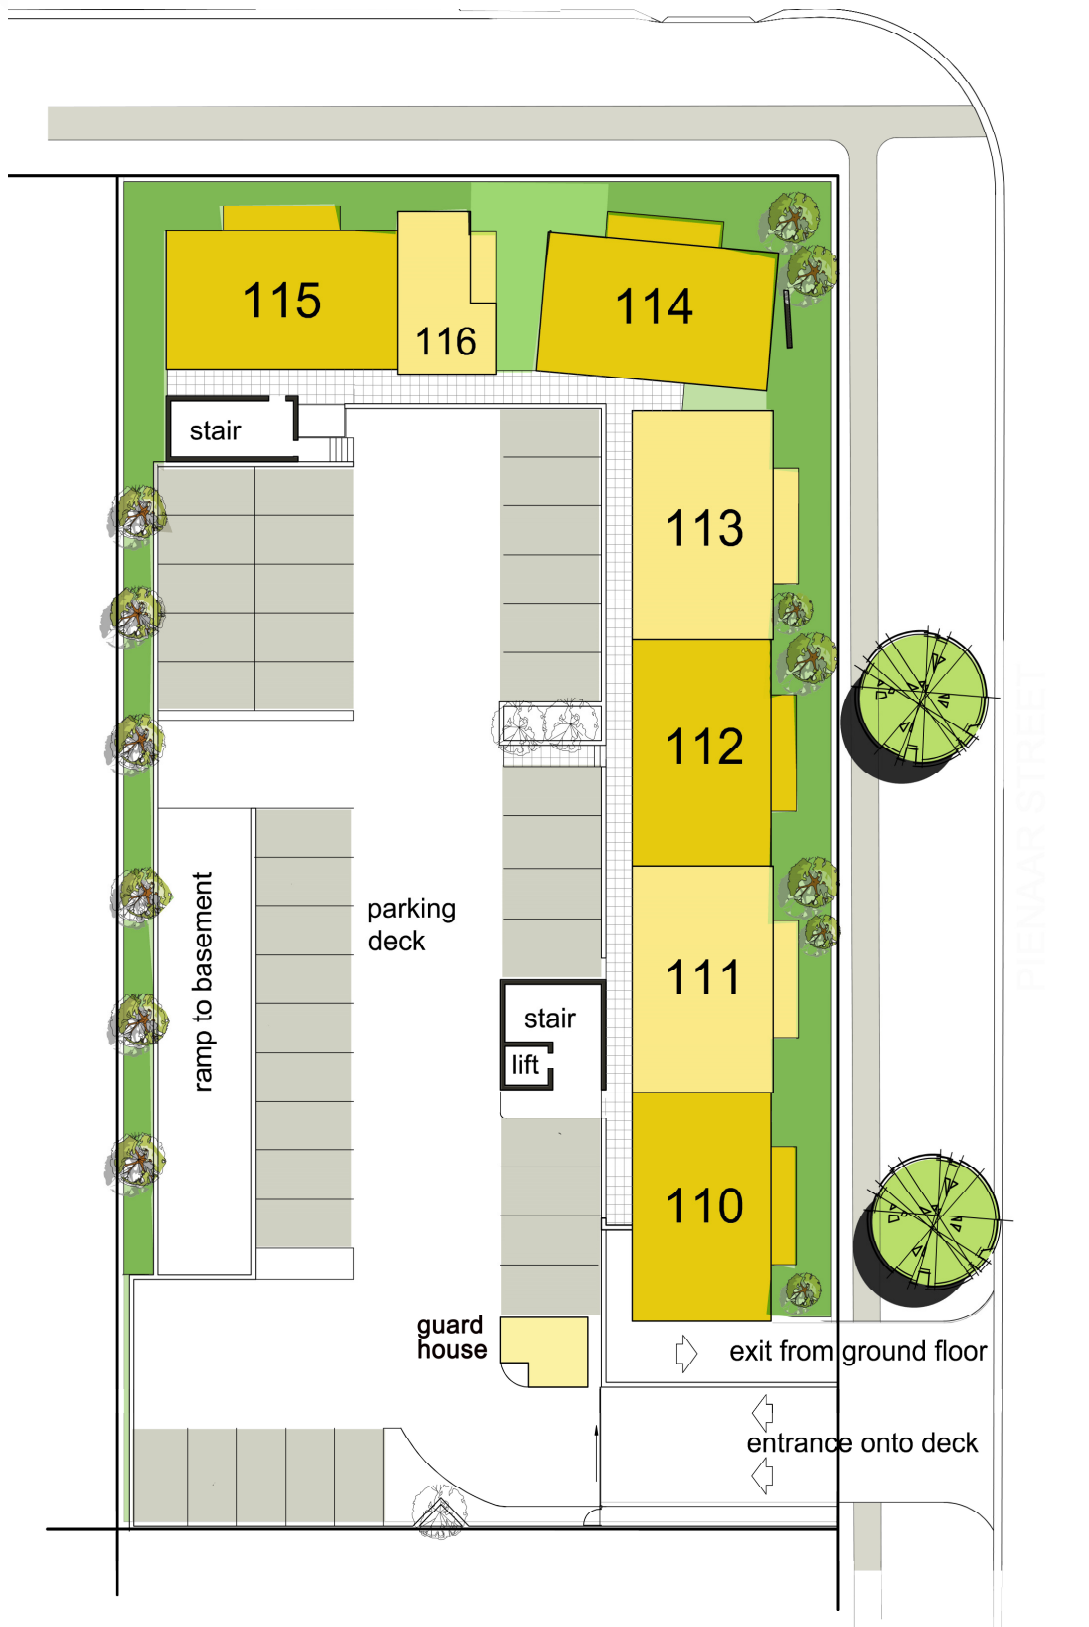 115
116
114
stair
113
112
PIENAAR STREET
parking
deck
ramp to basement
111
stair
lift
110
guard
house
exit from ground floor
entrance onto deck